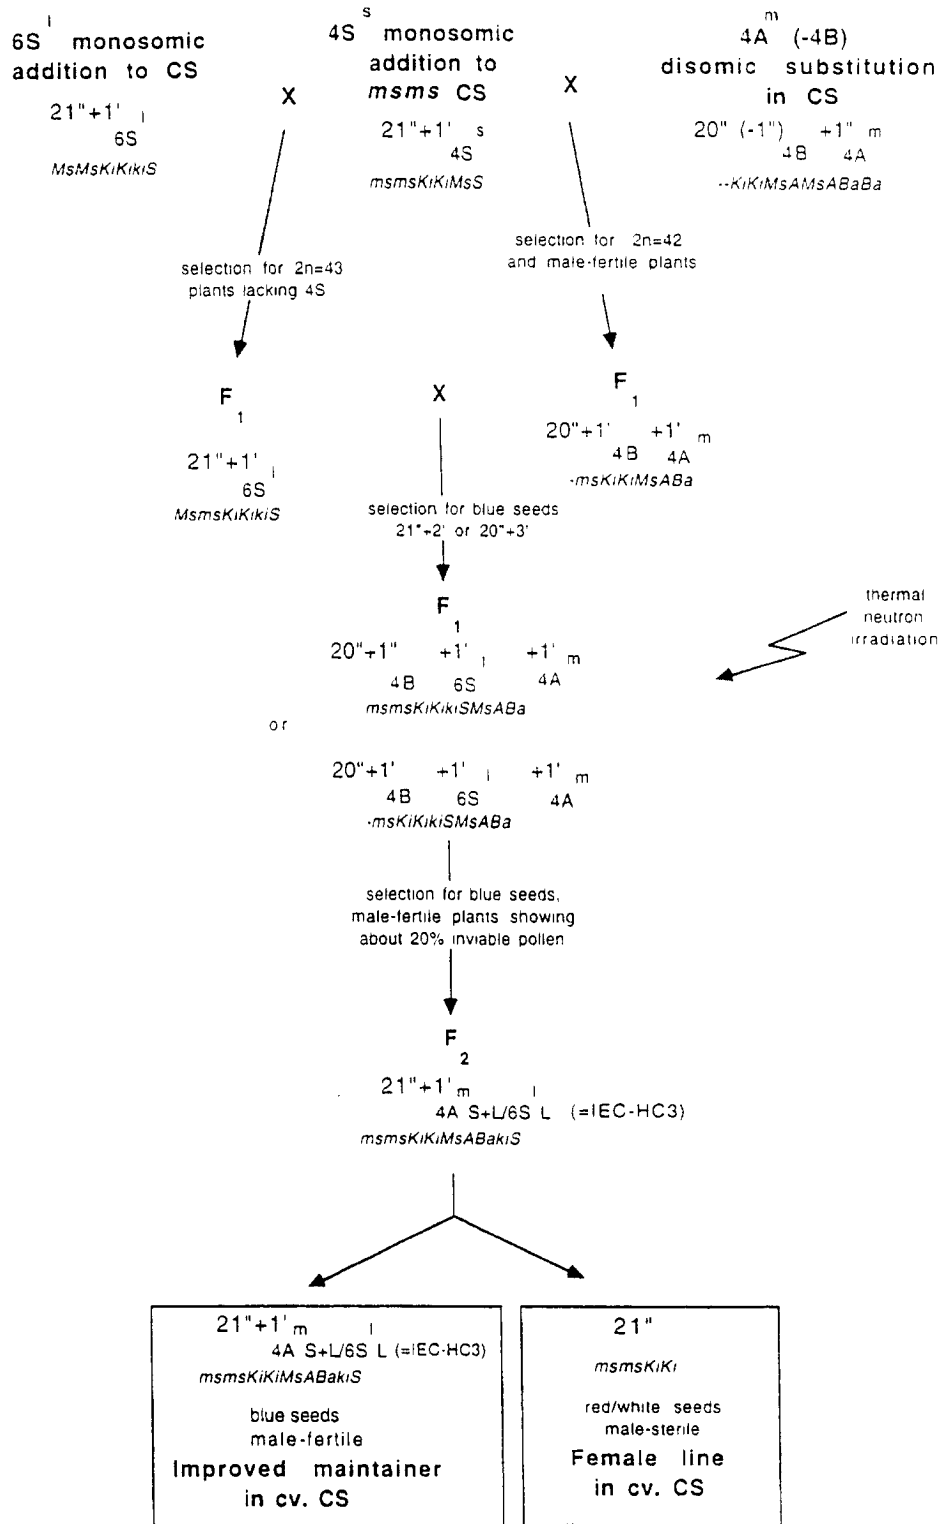 6S l monosomic
addition to CS
21"+1' l
6S
MsMsKiKikiS
X
4S s monosomic
addition to
msms CS
21"+1' s
4S
msmsKiKiMsS
X
4A m (-4B)
disomic substitution
in CS
20" (-1") +1" m
4B 4A
--KiKiMsAMsABaBa
selection for 2n=43
plants lacking 4S
selection for 2n=42
and male-fertile plants
F 1
21"+1' l
6S
MsmsKiKikiS
X
F 1
20"+1' +1' m
4B 4A
-msKiKiMsABa
selection for blue seeds
21"+2' or 20"+3'
F 1
20"+1" +1' l +1' m
4B 6S 4A
msmsKiKikiSMsABa
or
20"+1' +1' l +1' m
4B 6S 4A
-msKiKikiSMsABa
thermal
neutron
irradiation
selection for blue seeds,
male-fertile plants showing
about 20% inviable pollen
F 2
21"+1' m l
4A S+L/6S L (=IEC-HC3)
msmsKiKiMsABakiS
21"+1' m l
4A S+L/6S L (=IEC-HC3)
msmsKiKiMsABakiS
blue seeds
male-fertile
Improved maintainer
in cv. CS
21"
msmsKiKi
red/white seeds
male-sterile
Female line
in cv. CS